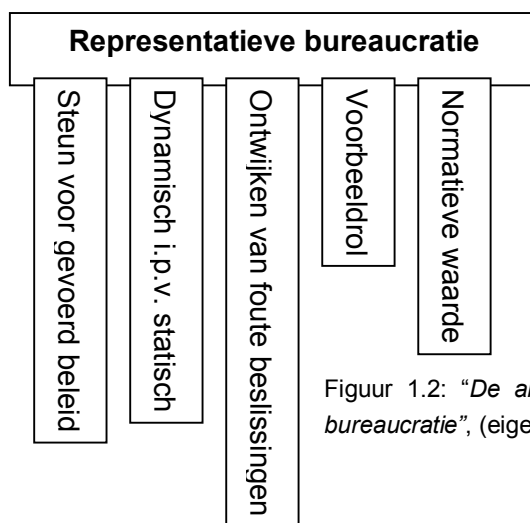 Representatieve bureaucratie
Steun voor gevoerd beleid
Dynamisch i.p.v. statisch
Ontwijken van foute beslissingen
Voorbeeldrol
Normatieve waarde
Figuur 1.2: “De
bureaucratie”,